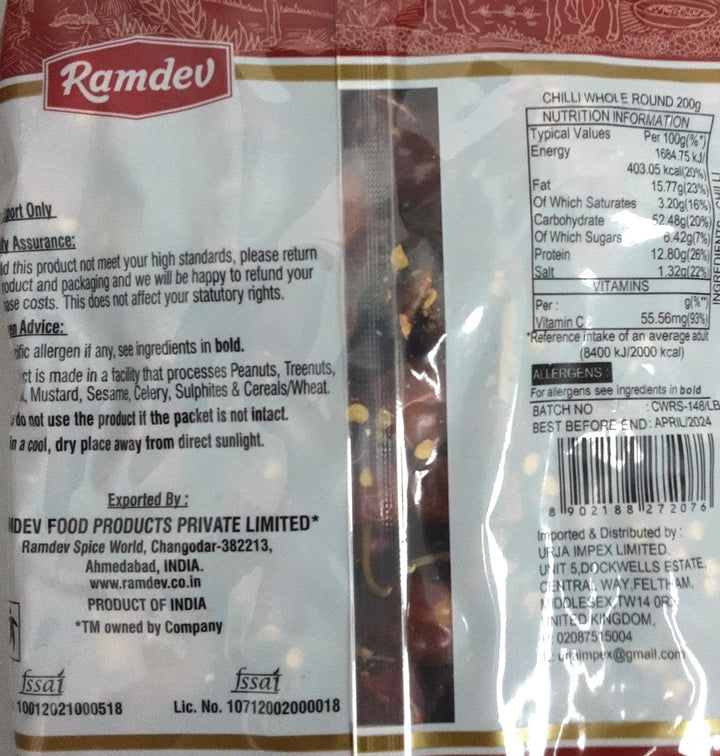 Ramdev
Only
Assurance:
this product not meet your high standards, please return
product and packaging and we will be happy to refund your
costs. This does not affect your statutory rights.
Advice:
allergen if any, see ingredients in bold.
is made in a facility that processes Peanuts, Treenuts,
Mustard, Sesame, Celery, Sulphites & Cereals/Wheat.
do not use the product if the packet is not intact.
in a cool, dry place away from direct sunlight.
Exported By :
FOOD PRODUCTS PRIVATE LIMITED*
Ramdev Spice World, Changodar-382213,
Ahmedabad, INDIA.
www.ramdev.co.in
PRODUCT OF INDIA
*TM owned by Company
fssai
10012021000518
fssai
Lic. No. 10712002000018
CHILLI WHOLE ROUND 200g
NUTRITION INFORMATION
Typical Values Per 100g(%*)
Energy 1684.75 kJ/
403.05 kcal(20%)
Fat 15.77g(23%)
Of Which Saturates 3.20g(16%)
Carbohydrate 52.48g(20%)
Of Which Sugars 6.42g(7%)
Protein 12.80g(26%)
Salt 1.32g(22%)
VITAMINS
Per : g(%*)
Vitamin C 55.56mg(93%)
*Reference intake of an average adult
(8400 kJ/2000 kcal)
ALLERGENS :
For allergens see ingredients in bold
BATCH NO : CWRS-148/LB
BEST BEFORE END: APRIL/2024
8 902188 272076
Imported & Distributed by :
URJA IMPEX LIMITED.
UNIT 5,DOCKWELLS ESTATE,
CENTRAL WAY,FELTHAM.
MIDDLESEX TW14 0RX
UNITED KINGDOM,
: 02087515004